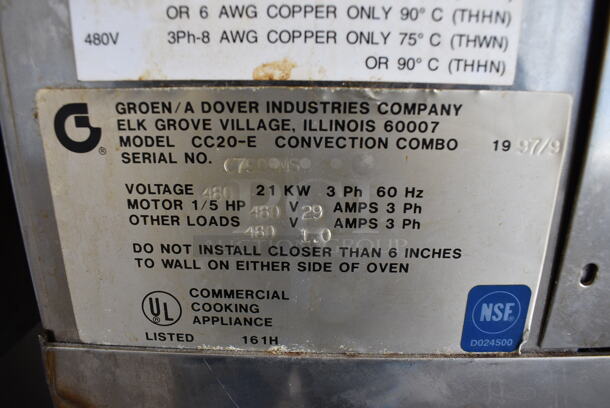 OR 6 AWG COPPER ONLY 90° C (THHN)
480V 3Ph-8 AWG COPPER ONLY 75° C (THWN)
OR 90° C (THHN)
GROEN/A DOVER INDUSTRIES COMPANY
ELK GROVE VILLAGE, ILLINOIS 60007
MODEL CC20-E CONVECTION COMBO 19 97/9
SERIAL NO.
VOLTAGE 480 21 KW 3 Ph 60 Hz
MOTOR 1/5 HP 480 V 29 AMPS 3 Ph
OTHER LOADS 480 V 1.0 AMPS 3 Ph
DO NOT INSTALL CLOSER THAN 6 INCHES
TO WALL ON EITHER SIDE OF OVEN
UL
COMMERCIAL
COOKING
APPLIANCE
LISTED 161H
NSF
D024500